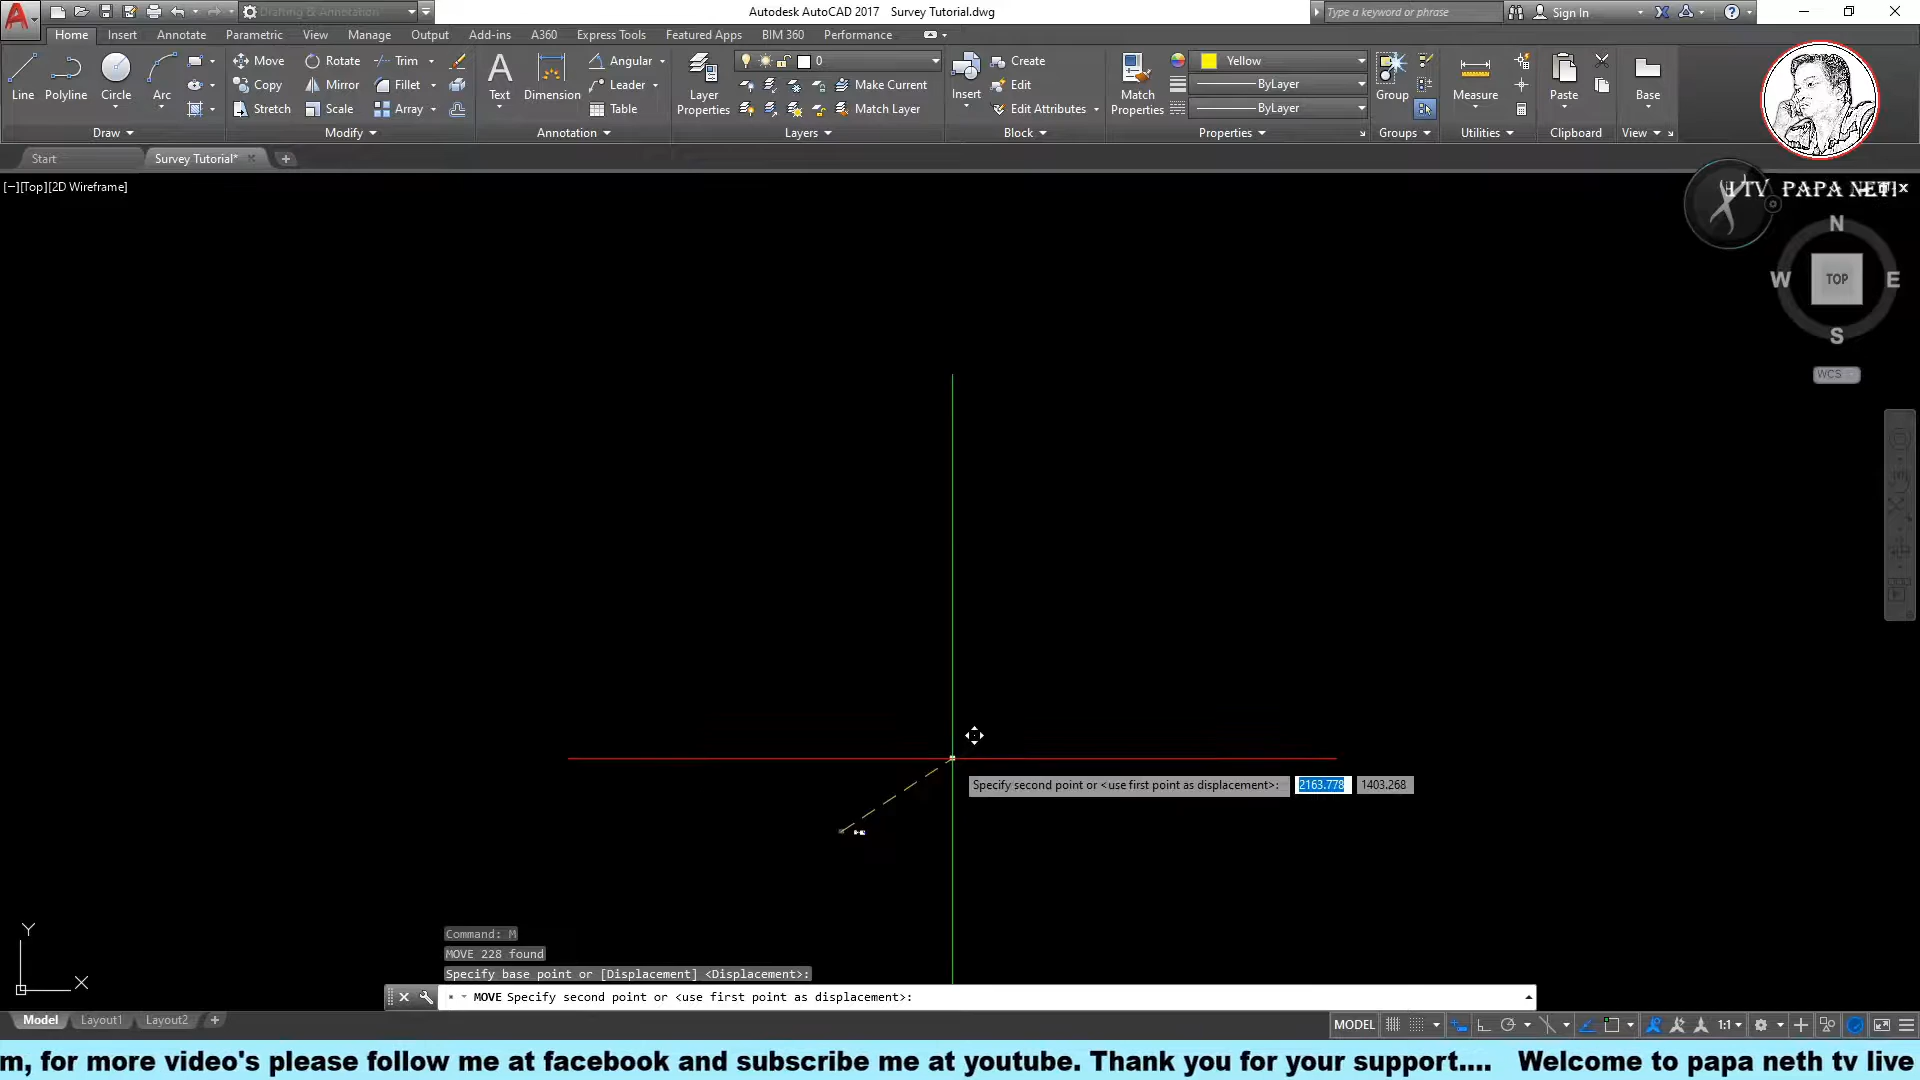 Drafting & Annotation
Autodesk AutoCAD 2017 Survey Tutorial.dwg
Type a keyword or phrase
Sign In
Home Insert Annotate Parametric View Manage Output Add-ins A360 Express Tools Featured Apps BIM 360 Performance
Line Polyline Circle Arc
Move Rotate Trim
Copy Mirror Fillet
Stretch Scale Array
Text Dimension
Angular
Leader
Table
Layer Properties
0
Make Current
Match Layer
Insert
Create
Edit
Edit Attributes
Match Properties
Yellow
ByLayer
ByLayer
Group Measure Paste Base
Draw Modify Annotation Layers Block Properties Groups Utilities Clipboard View
Start Survey Tutorial*
[−][Top][2D Wireframe]
TV PAPA NETH
N
W TOP E
S
WCS
Specify second point or <use first point as displacement>: 2163.778 1403.268
Y
X
Command: M
MOVE 228 found
Specify base point or [Displacement] <Displacement>:
MOVE Specify second point or <use first point as displacement>:
Model Layout1 Layout2
MODEL 1:1
m, for more video's please follow me at facebook and subscribe me at youtube. Thank you for your support.... Welcome to papa neth tv live